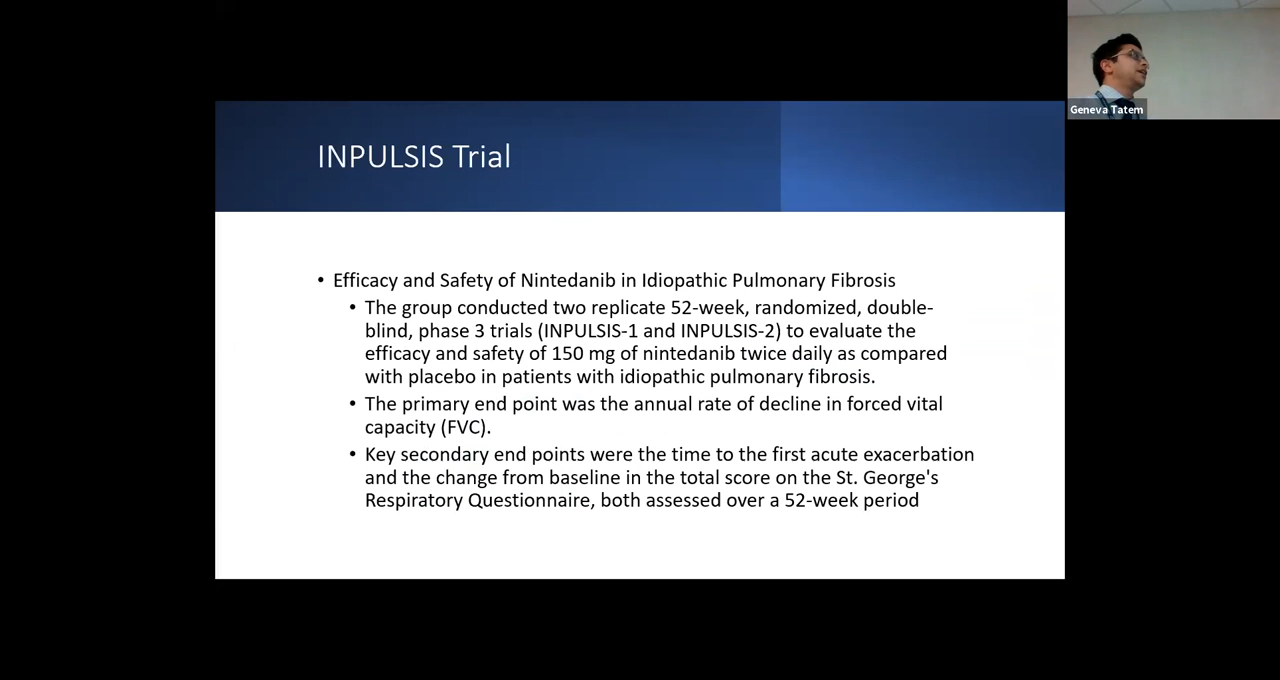 Geneva Tatem
INPULSIS Trial
• Efficacy and Safety of Nintedanib in Idiopathic Pulmonary Fibrosis
• The group conducted two replicate 52-week, randomized, double-
blind, phase 3 trials (INPULSIS-1 and INPULSIS-2) to evaluate the
efficacy and safety of 150 mg of nintedanib twice daily as compared
with placebo in patients with idiopathic pulmonary fibrosis.
• The primary end point was the annual rate of decline in forced vital
capacity (FVC).
• Key secondary end points were the time to the first acute exacerbation
and the change from baseline in the total score on the St. George's
Respiratory Questionnaire, both assessed over a 52-week period